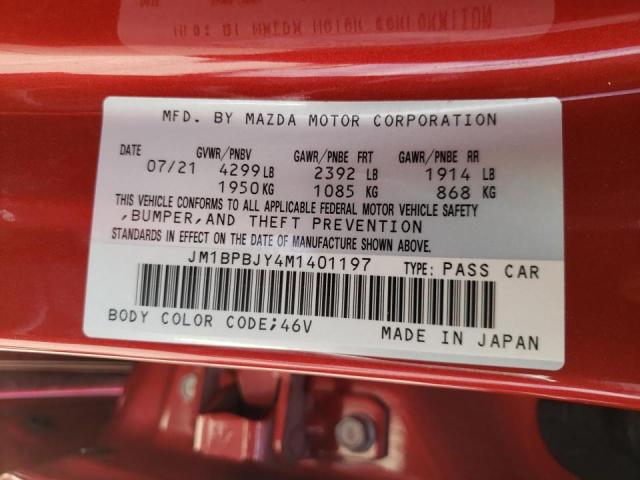 MFD. BY MAZDA MOTOR CORPORATION
DATE GVWR/PNBV GAWR/PNBE FRT GAWR/PNBE RR
07/21 4299 LB 2392 LB 1914 LB
1950 KG 1085 KG 868 KG
THIS VEHICLE CONFORMS TO ALL APPLICABLE FEDERAL MOTOR VEHICLE SAFETY
,BUMPER,AND THEFT PREVENTION
STANDARDS IN EFFECT ON THE DATE OF MANUFACTURE SHOWN ABOVE.
JM1BPBJY4M1401197 TYPE: PASS CAR
BODY COLOR CODE;46V MADE IN JAPAN